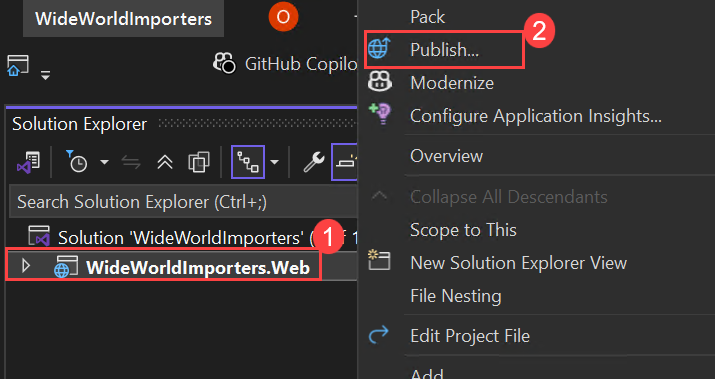 WideWorldImporters
O
GitHub Copilo
Solution Explorer
Search Solution Explorer (Ctrl+;)
Solution 'WideWorldImporters' ( of 1
1
WideWorldImporters.Web
Pack
2
Publish...
Modernize
Configure Application Insights...
Overview
Collapse All Descendants
Scope to This
New Solution Explorer View
File Nesting
Edit Project File
Add